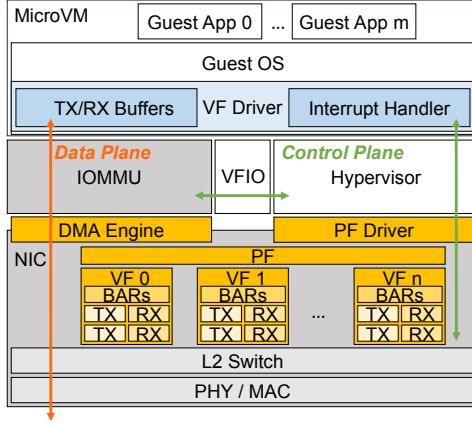 MicroVM
Guest App 0 ... Guest App m
Guest OS
TX/RX Buffers VF Driver Interrupt Handler
Data Plane Control Plane
IOMMU VFIO Hypervisor
DMA Engine PF Driver
NIC
PF
VF 0 VF 1 VF n
BARs BARs BARs
TX RX TX RX ... TX RX
TX RX TX RX TX RX
L2 Switch
PHY / MAC